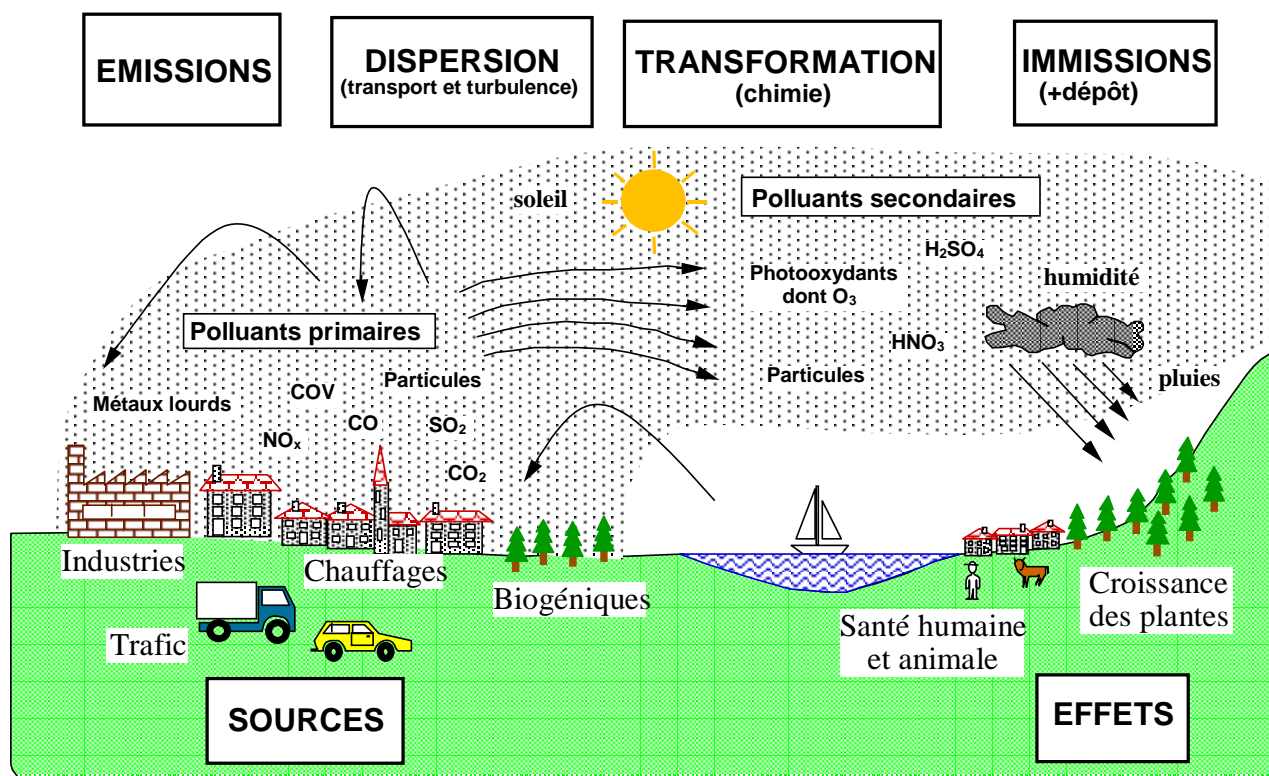 EMISSIONS
DISPERSION
(transport et turbulence)
TRANSFORMATION
(chimie)
IMMISSIONS
(+dépôt)
soleil
Polluants secondaires
H₂SO₄
Photooxydants
dont O₃
humidité
Polluants primaires
HNO₃
Particules
Particules
pluies
COV
Métaux lourds
CO
SO₂
NOₓ
CO₂
Industries
Chauffages
Biogéniques
Trafic
Santé humaine
et animale
Croissance
des plantes
SOURCES
EFFETS